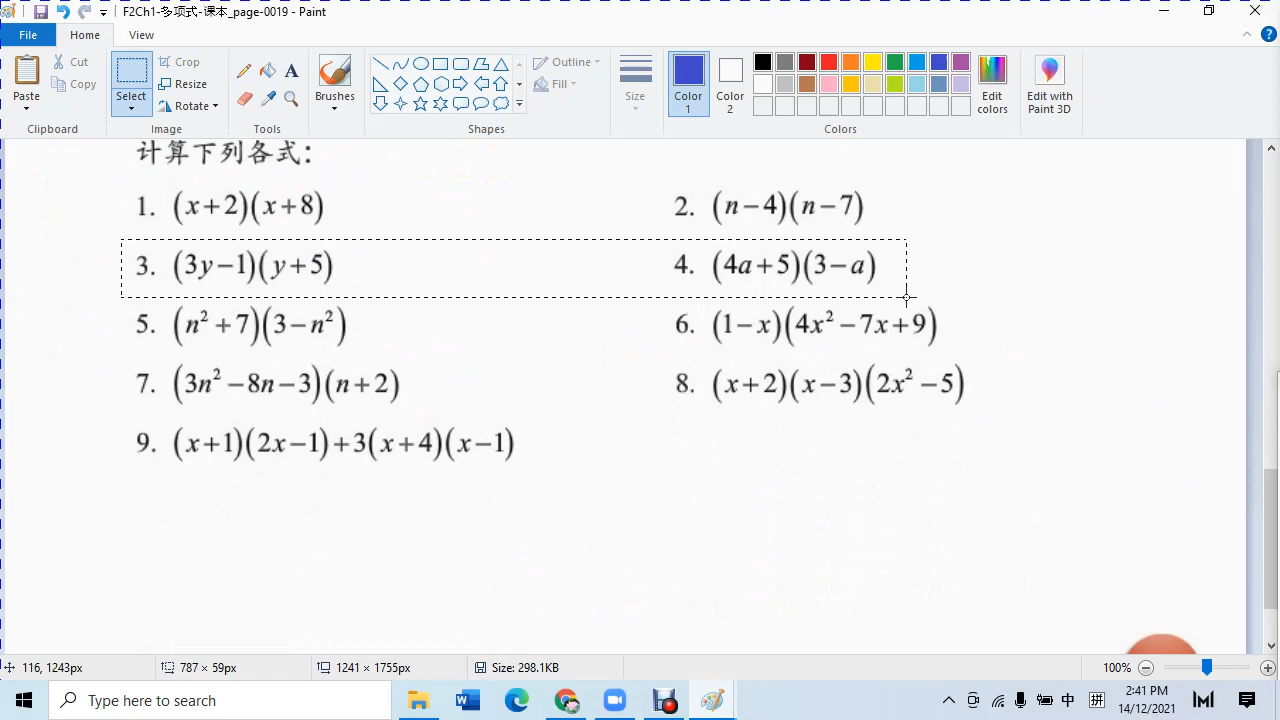 F2Ch1-多项式-课本_page-0019 - Paint
File Home View
Paste
Cut
Copy
Clipboard
Select
Crop
Resize
Rotate
Image
Tools
Brushes
Outline
Fill
Shapes
Size
Color 1
Color 2
Edit colors
Colors
Edit with Paint 3D
计算下列各式：
1. (x+2)(x+8) 2. (n−4)(n−7)
3. (3y−1)(y+5) 4. (4a+5)(3−a)
5. (n²+7)(3−n²) 6. (1−x)(4x²−7x+9)
7. (3n²−8n−3)(n+2) 8. (x+2)(x−3)(2x²−5)
9. (x+1)(2x−1)+3(x+4)(x−1)
116, 1243px 787 × 59px 1241 × 1755px Size: 298.1KB 100%
Type here to search
中 拼
2:41 PM
14/12/2021